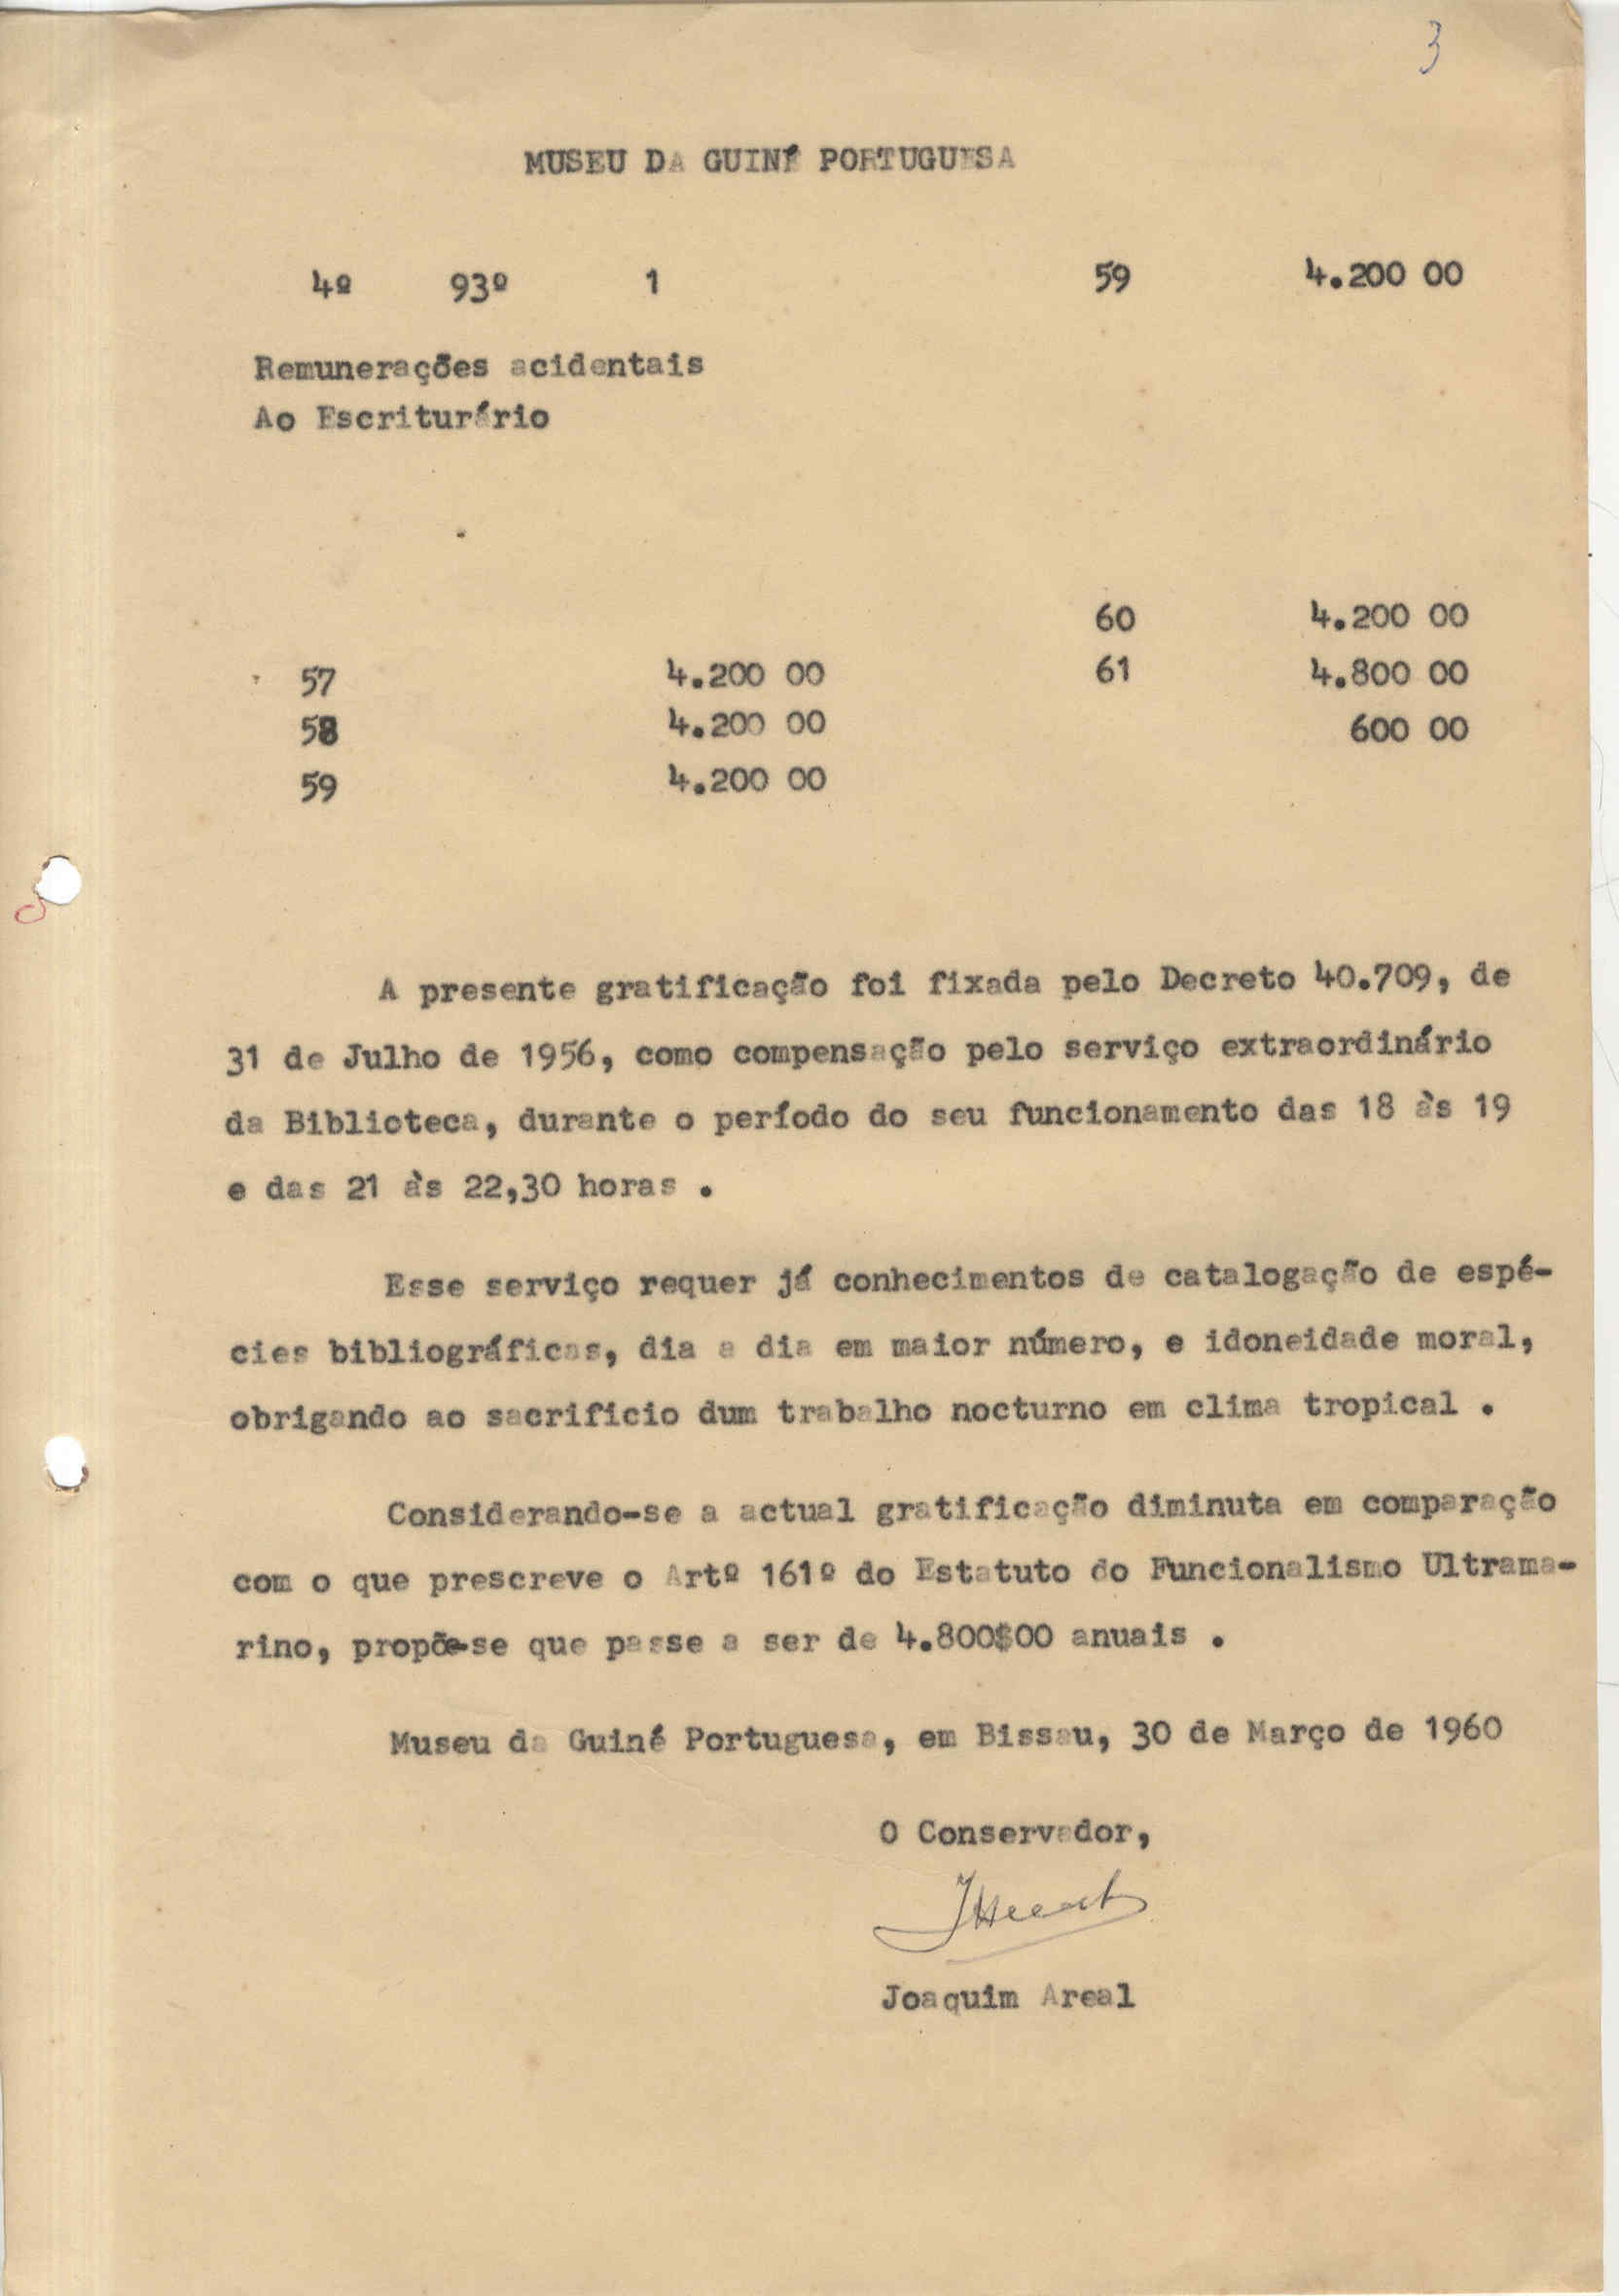 3
MUSEU DA GUINÉ PORTUGUESA
4º 93º 1 59 4.200 00
Remunerações acidentais
Ao Escriturário
60 4.200 00
57 4.200 00 61 4.800 00
58 4.200 00 600 00
59 4.200 00
A presente gratificação foi fixada pelo Decreto 40.709, de
31 de Julho de 1956, como compensação pelo serviço extraordinário
da Biblioteca, durante o período do seu funcionamento das 18 às 19
e das 21 às 22,30 horas .
Esse serviço requer já conhecimentos de catalogação de espé-
cies bibliográficas, dia a dia em maior número, e idoneidade moral,
obrigando ao sacrificio dum trabalho nocturno em clima tropical .
Considerando-se a actual gratificação diminuta em comparação
com o que prescreve o Artº 161º do Estatuto do Funcionalismo Ultrama-
rino, propõe-se que passe a ser de 4.800$00 anuais .
Museu da Guiné Portuguesa, em Bissau, 30 de Março de 1960
O Conservador,
Joaquim Areal